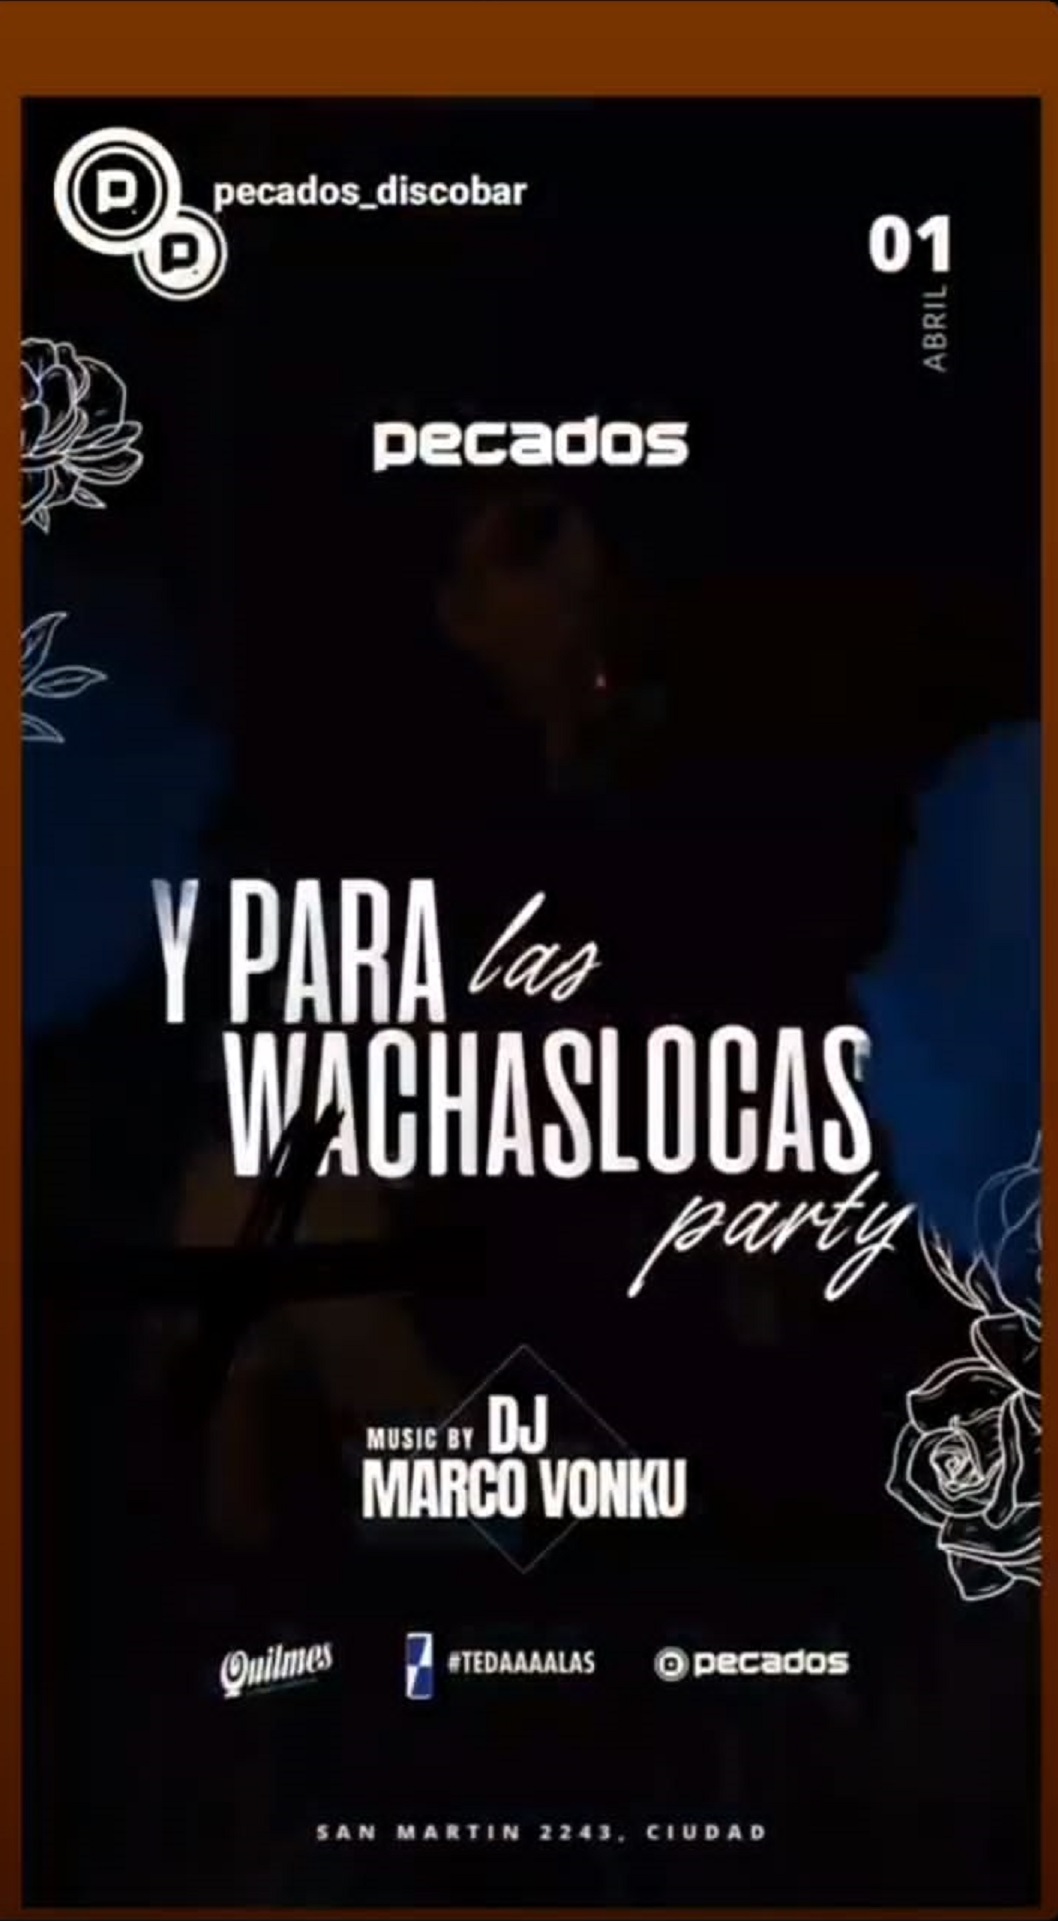 pecados_discobar
01
ABRIL
pecados
Y PARA las
WACHASLOCAS
party
MUSIC BY DJ
MARCO VONKU
Quilmes
#TEDAAAALAS
pecados
SAN MARTIN 2243, CIUDAD